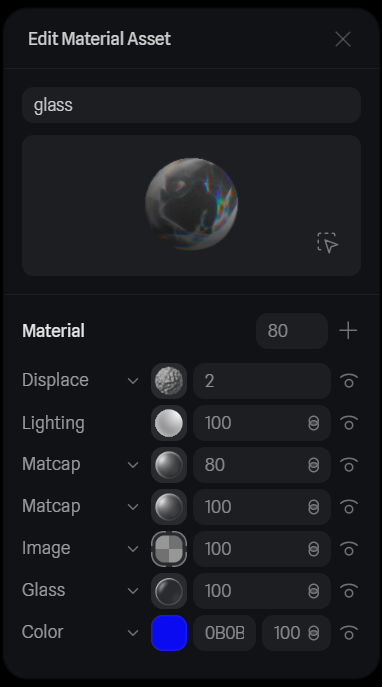 Edit Material Asset
glass
Material 80
Displace 2
Lighting 100
Matcap 80
Matcap 100
Image 100
Glass 100
Color 0B0B 100